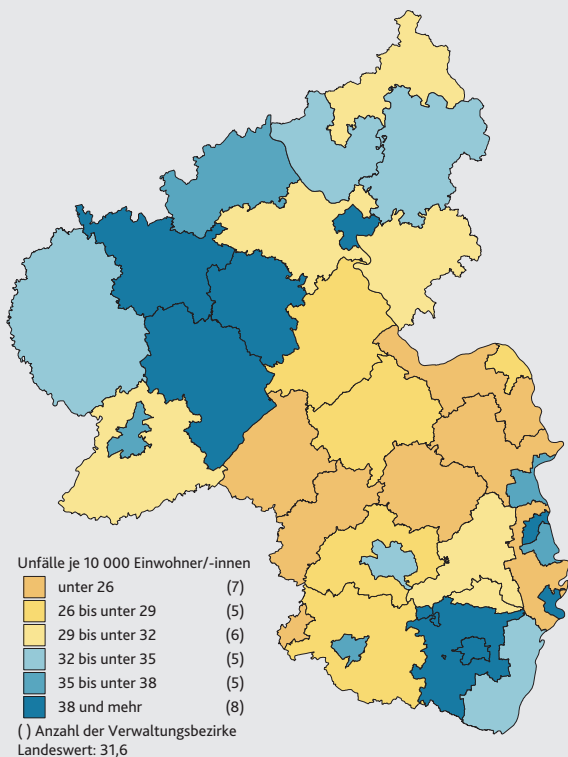 Unfälle je 10 000 Einwohner/-innen
unter 26 (7)
26 bis unter 29 (5)
29 bis unter 32 (6)
32 bis unter 35 (5)
35 bis unter 38 (5)
38 und mehr (8)
( ) Anzahl der Verwaltungsbezirke
Landeswert: 31,6